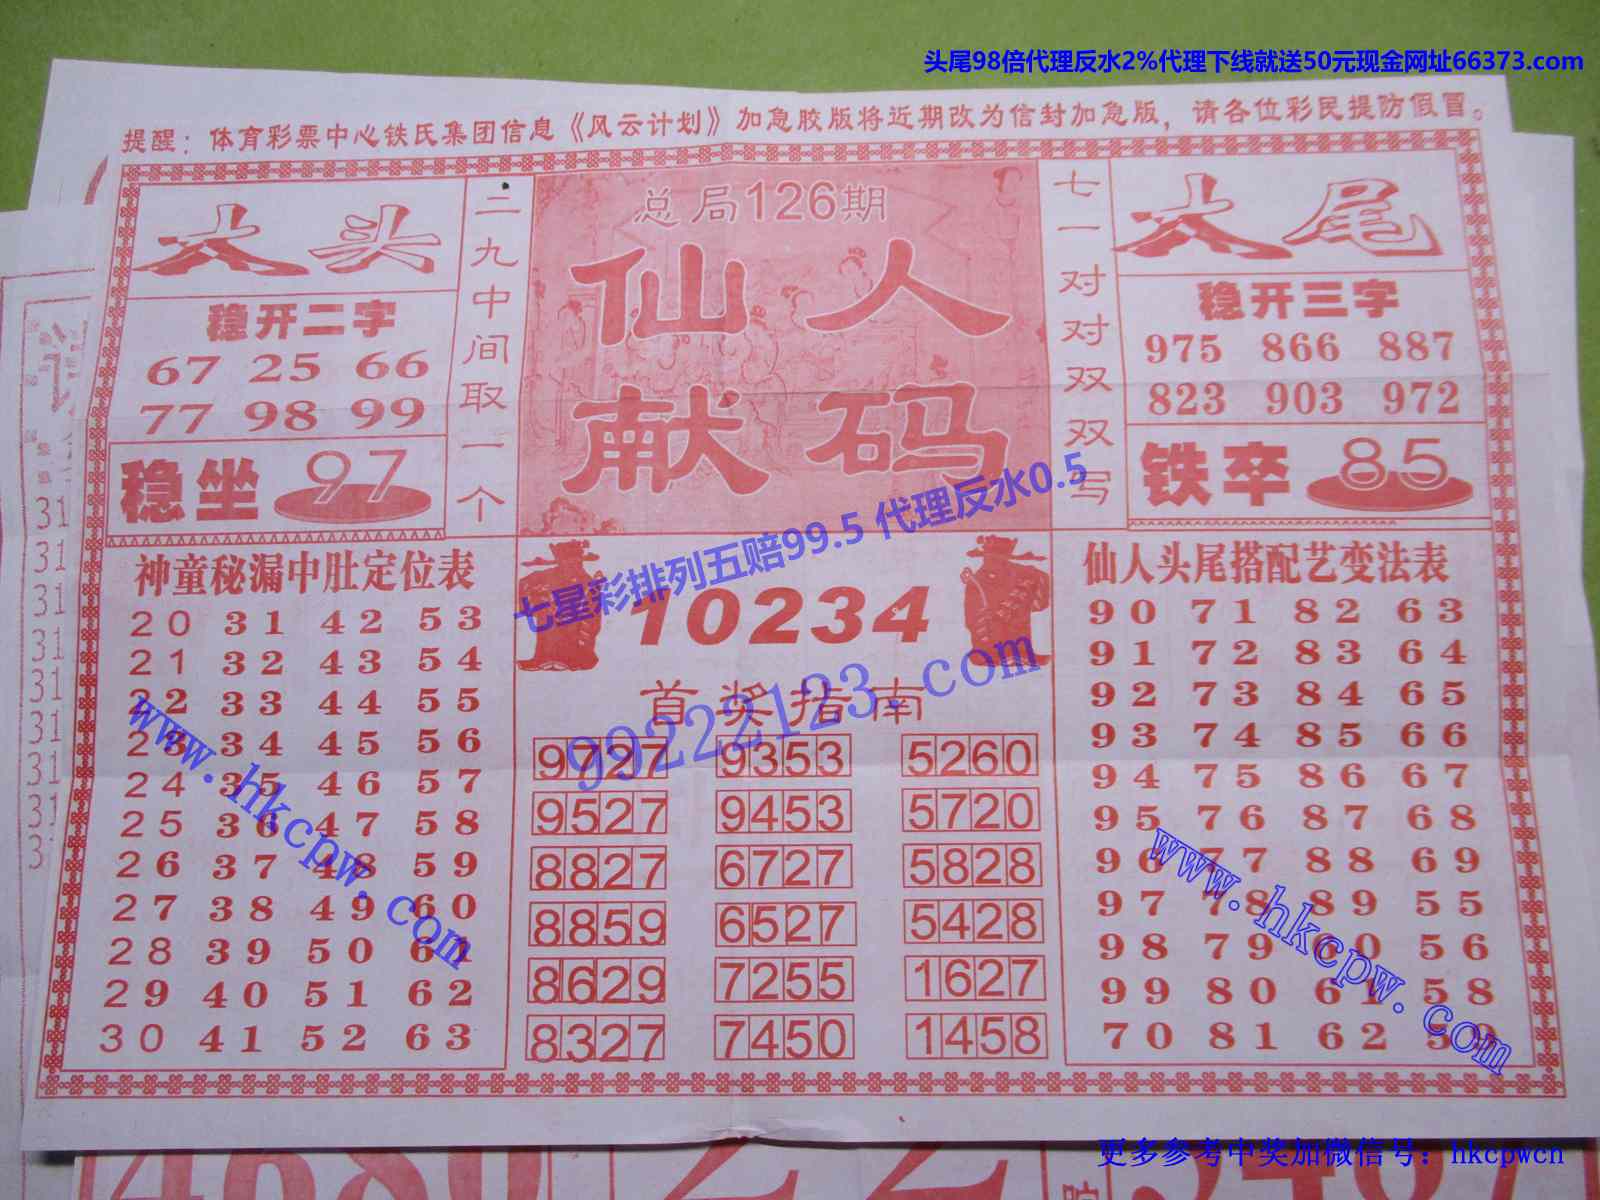 头尾98倍代理反水2%代理下线就送50元现金网址66373.com
提醒：体育彩票中心铁氏集团信息《风云计划》加急胶版将近期改为信封加急版，请各位彩民提防假冒。
大头
稳开二字
67 25 66
77 98 99
稳坐 97
二九中间取一个
总局126期
仙人
献码
七一对对双双写
大尾
稳开三字
975 866 887
823 903 972
铁卒 85
七星彩排列五赔99.5 代理反水0.5
神童秘漏中肚定位表
20 31 42 53
21 32 43 54
22 33 44 55
23 34 45 56
24 35 46 57
25 36 47 58
26 37 48 59
27 38 49 60
28 39 50 61
29 40 51 62
30 41 52 63
www.hkcpw.com
10234
99222123.com
首奖指南
9727 9353 5260
9527 9453 5720
8827 6727 5828
8859 6527 5428
8629 7255 1627
8327 7450 1458
仙人头尾搭配艺变法表
90 71 82 63
91 72 83 64
92 73 84 65
93 74 85 66
94 75 86 67
95 76 87 68
96 77 88 69
97 78 89 55
98 79 60 56
99 80 61 58
70 81 62 59
www.hkcpw.com
31
31
31
31
31
31
31
31
更多参考中奖加微信号：hkcpwcn